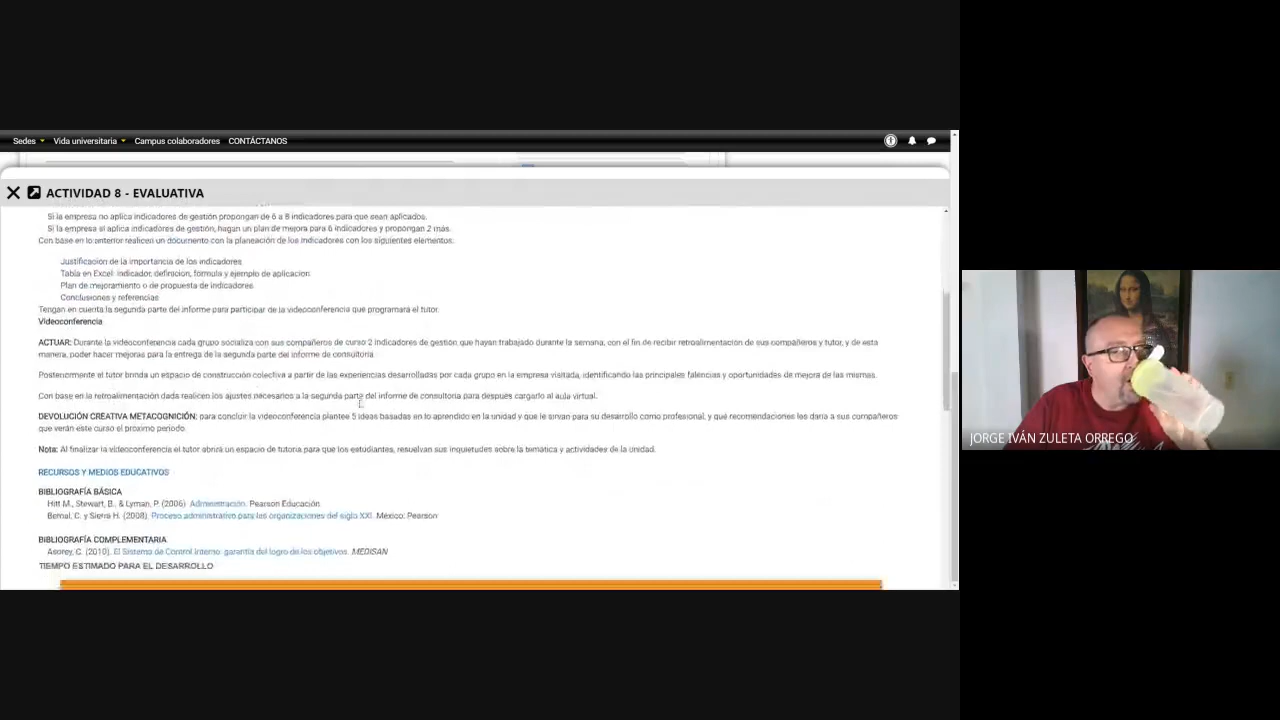 Sedes Vida universitaria Campus colaboradores CONTÁCTANOS
ACTIVIDAD 8 - EVALUATIVA
Si la empresa no aplica indicadores de gestión propongan de 6 a 8 indicadores para que sean aplicados.
Si la empresa si aplica indicadores de gestión, hagan un plan de mejora para 6 indicadores y propongan 2 más.
Con base en lo anterior realicen un documento con la planeación de los indicadores con los siguientes elementos:
Justificación de la importancia de los indicadores
Tabla en Excel: indicador, definicion, formula y ejemplo de aplicacion
Plan de mejoramiento o de propuesta de indicadores
Conclusiones y referencias
Tengan en cuenta la segunda parte del informe para participar de la videoconferencia que programará el tutor.
Videoconferencia
ACTUAR: Durante la videoconferencia cada grupo socializa con sus compañeros de curso 2 indicadores de gestión que hayan trabajado durante la semana, con el fin de recibir retroalimentación de sus compañeros y tutor, y de esta
manera, poder hacer mejoras para la entrega de la segunda parte del informe de consultoría
Posteriormente el tutor brinda un espacio de construcción colectiva a partir de las experiencias desarrolladas por cada grupo en la empresa visitada, identificando las principales falencias y oportunidades de mejora de las mismas.
Con base en la retroalimentación dada realicen los ajustes necesarios a la segunda parte del informe de consultoría para después cargarlo al aula virtual.
DEVOLUCIÓN CREATIVA METACOGNICIÓN: para concluir la videoconferencia plantee 5 ideas basadas en lo aprendido en la unidad y que le sirvan para su desarrollo como profesional, y qué recomendaciones les daría a sus compañeros
que verán este curso el próximo periodo.
Nota: Al finalizar la videoconferencia el tutor abrirá un espacio de tutoría para que los estudiantes, resuelvan sus inquietudes sobre la temática y actividades de la unidad.
RECURSOS Y MEDIOS EDUCATIVOS
BIBLIOGRAFÍA BÁSICA
Hitt M., Stewart, B., & Lyman, P. (2006). Administración. Pearson Educación
Bernal, C. y Sierra H. (2008). Proceso administrativo para las organizaciones del siglo XXI. México: Pearson
BIBLIOGRAFÍA COMPLEMENTARIA
Asorey, G. (2010). El Sistema de Control Interno: garantía del logro de los objetivos. MEDISAN
TIEMPO ESTIMADO PARA EL DESARROLLO
JORGE IVÁN ZULETA ORREGO